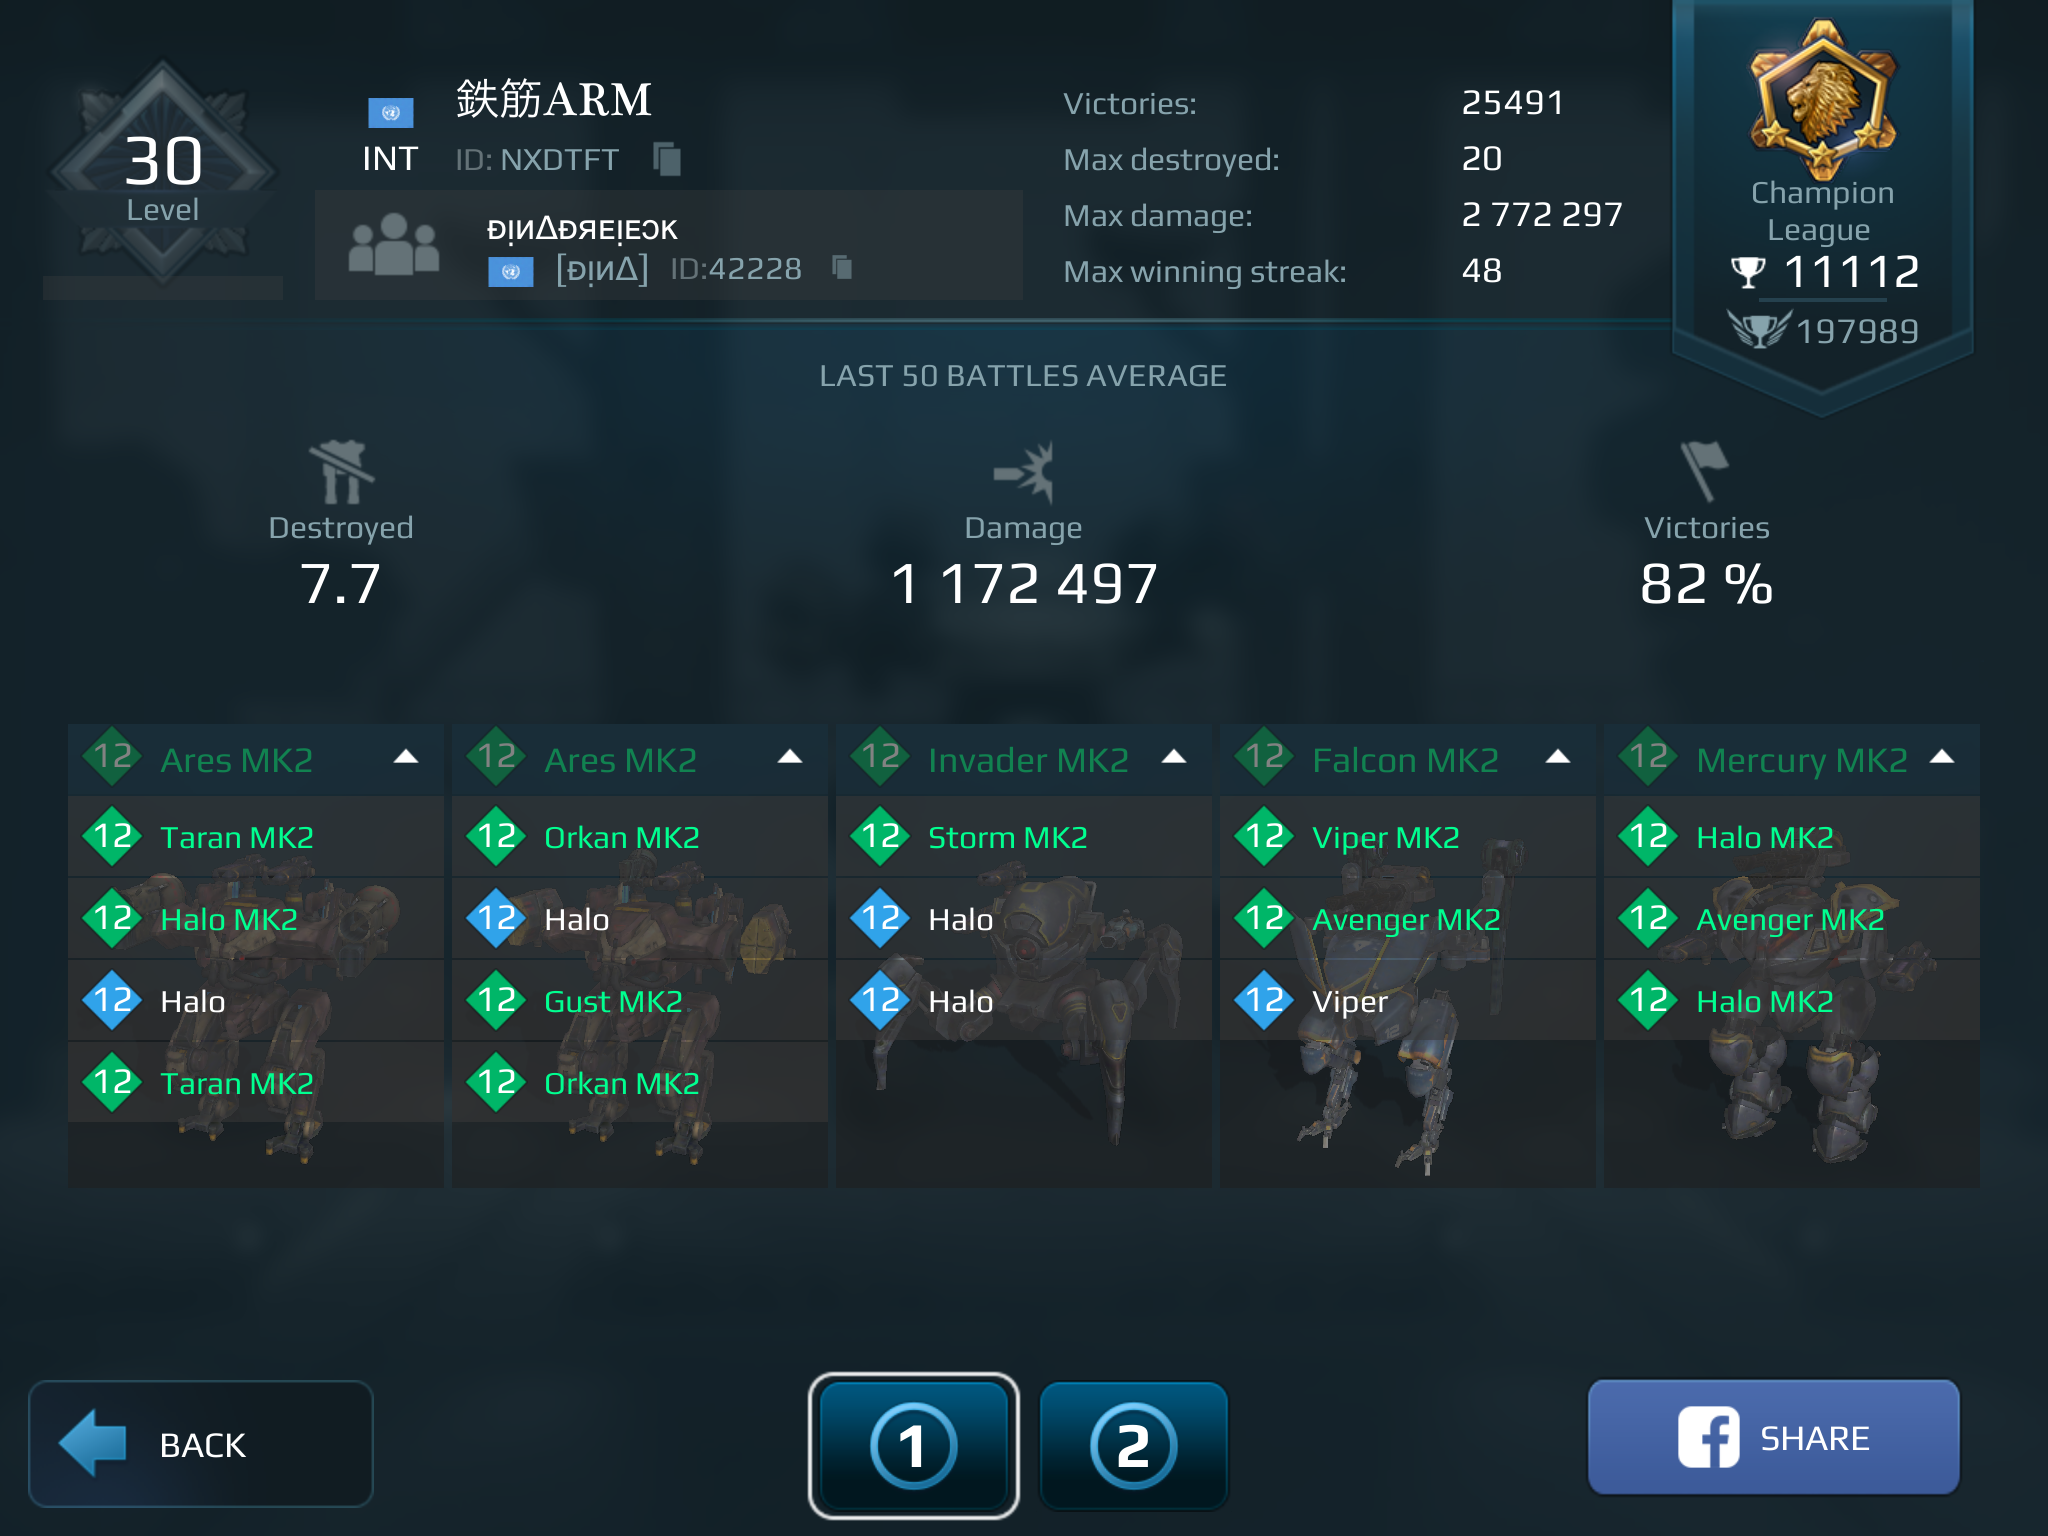 30
Level
鉄筋ARM
INT
ID: NXDTFT
ᴆịᴎΔᴆᴙᴇịᴇɔᴋ
[ᴆịᴎΔ] ID:42228
Victories: 25491
Max destroyed: 20
Max damage: 2 772 297
Max winning streak: 48
Champion
League
11112
197989
LAST 50 BATTLES AVERAGE
Destroyed
7.7
Damage
1 172 497
Victories
82 %
12 Ares MK2
12 Taran MK2
12 Halo MK2
12 Halo
12 Taran MK2
12 Ares MK2
12 Orkan MK2
12 Halo
12 Gust MK2
12 Orkan MK2
12 Invader MK2
12 Storm MK2
12 Halo
12 Halo
12 Falcon MK2
12 Viper MK2
12 Avenger MK2
12 Viper
12 Mercury MK2
12 Halo MK2
12 Avenger MK2
12 Halo MK2
BACK
1
2
SHARE